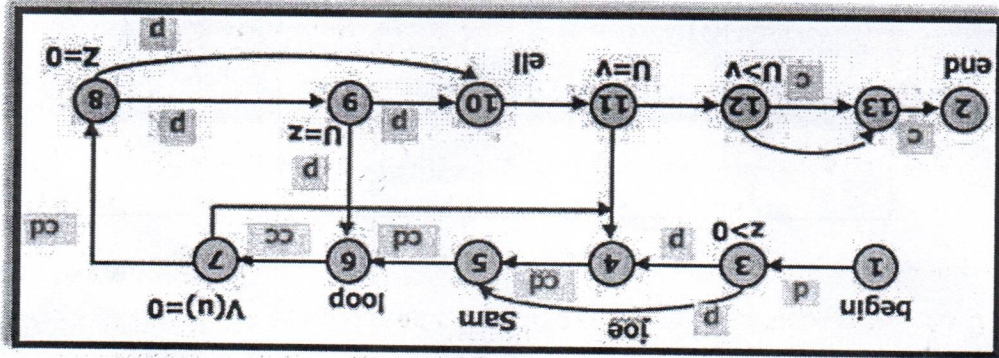 begin p joe Sam loop V(u)=0
1 d 3 p 4 cd 5 cd 6 cc 7
z>0
cd
p
U=z
2 c 13 c 12 11 10 p 9 p 8
end U>v U=v ell z=0
p